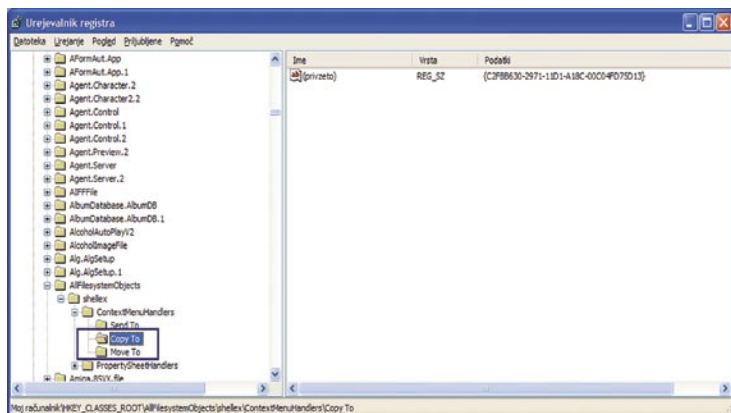 Urejevalnik registra
Datoteka Urejanje Pogled Priljubljene Pomoč
AFormAut.App
AFormAut.App.1
Agent.Character.2
Agent.Character2.2
Agent.Control
Agent.Control.1
Agent.Control.2
Agent.Preview.2
Agent.Server
Agent.Server.2
AIFFFile
AlbumDatabase.AlbumDB
AlbumDatabase.AlbumDB.1
AlcoholAutoPlayV2
AlcoholImageFile
Alg.AlgSetup
Alg.AlgSetup.1
AllFilesystemObjects
shellex
ContextMenuHandlers
Send To
Copy To
Move To
PropertySheetHandlers
Amiga.8SVX.file
Ime Vrsta Podatki
(privzeto) REG_SZ {C2FBB630-2971-11D1-A18C-00C04FD75D13}
Moj računalnik\HKEY_CLASSES_ROOT\AllFilesystemObjects\shellex\ContextMenuHandlers\Copy To